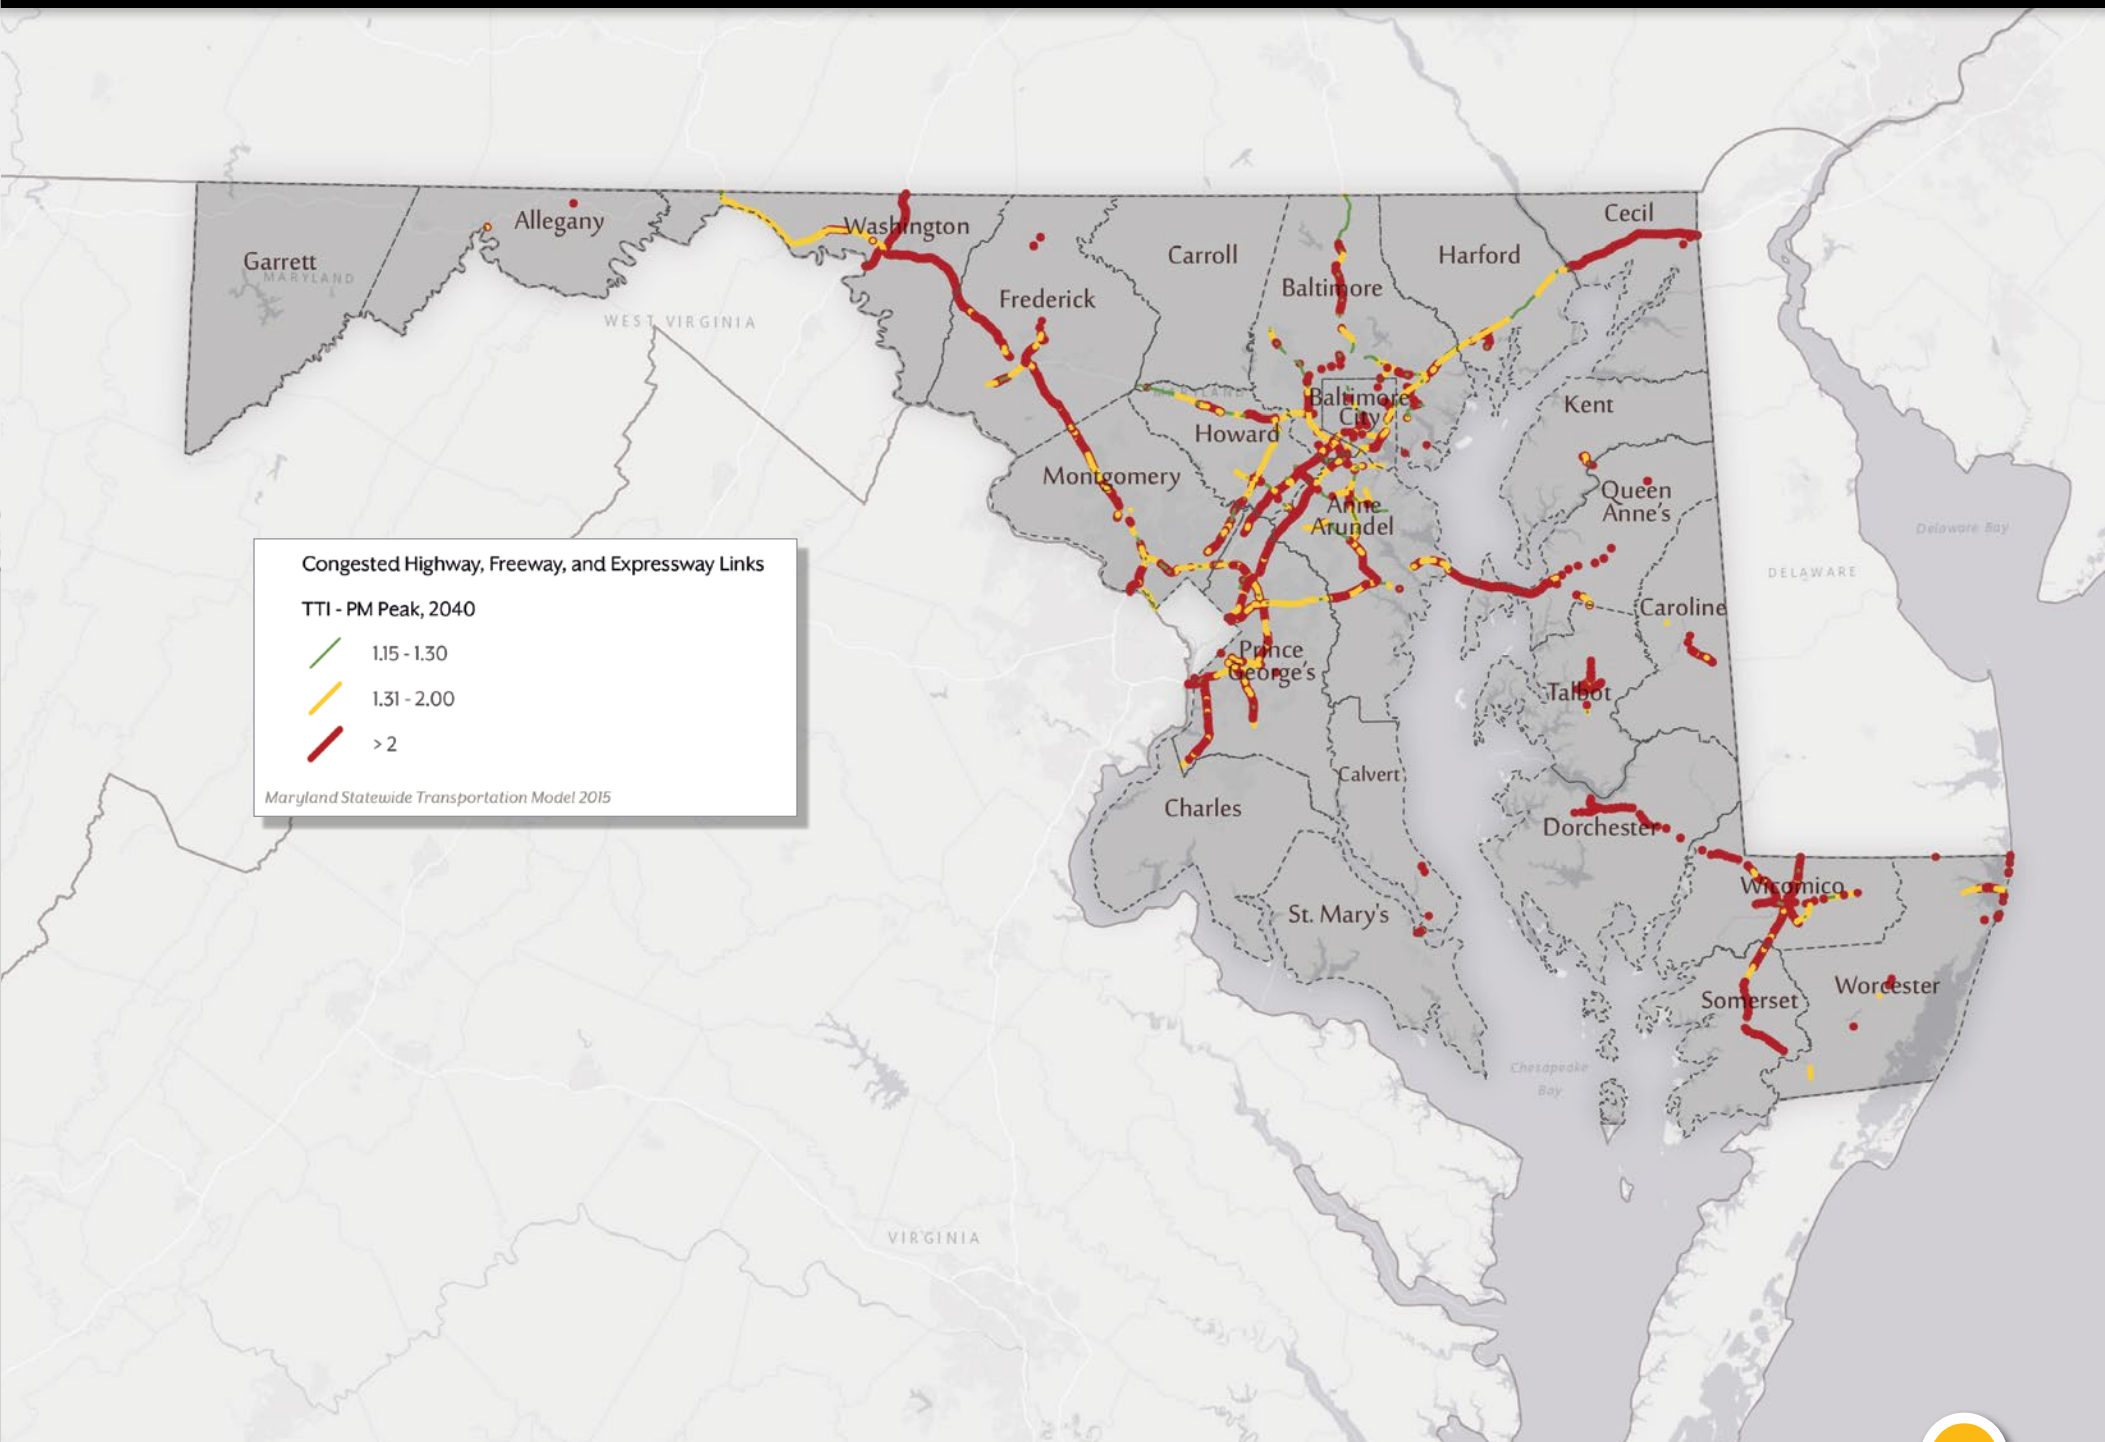 Cecil
Washington
Allegany
Carroll
Harford
Garrett
MARYLAND
Baltimore
Frederick
WEST VIRGINIA
MARYLAND
Baltimore
City
Kent
Howard
Montgomery
Queen
Anne's
Anne
Arundel
Delaware Bay
DELAWARE
Caroline
Prince
George's
Talbot
Congested Highway, Freeway, and Expressway Links
TTI - PM Peak, 2040
1.15 - 1.30
1.31 - 2.00
> 2
Maryland Statewide Transportation Model 2015
Calvert
Charles
Dorchester
Wicomico
St. Mary's
Worcester
Somerset
Chesapeake
Bay
VIRGINIA